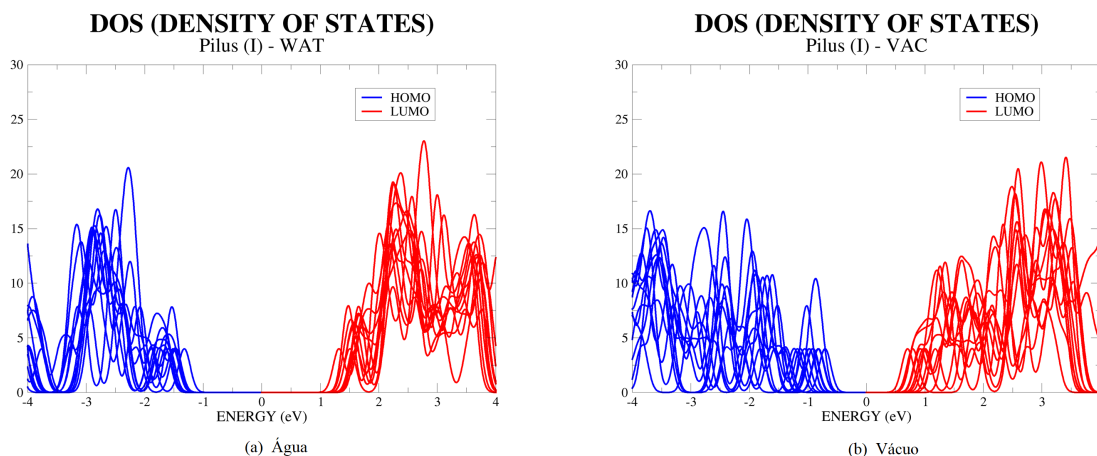 DOS (DENSITY OF STATES)
Pilus (I) - WAT
30
25
20
15
10
5
0
HOMO
LUMO
-4 -3 -2 -1 0 1 2 3 4
ENERGY (eV)
(a) Água
DOS (DENSITY OF STATES)
Pilus (I) - VAC
30
25
20
15
10
5
0
HOMO
LUMO
-4 -3 -2 -1 0 1 2 3
ENERGY (eV)
(b) Vácuo